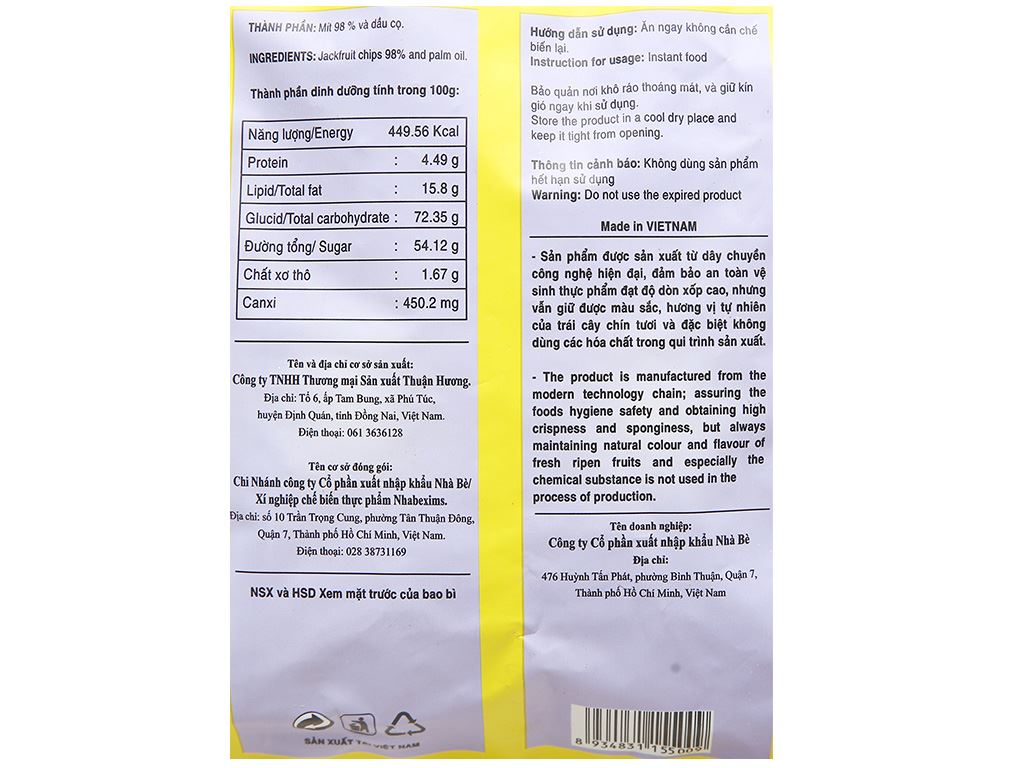 THÀNH PHẦN: Mít 98 % và dầu cọ.
INGREDIENTS: Jackfruit chips 98% and palm oil.
Thành phần dinh dưỡng tính trong 100g:
Năng lượng/Energy 449.56 Kcal
Protein : 4.49 g
Lipid/Total fat : 15.8 g
Glucid/Total carbohydrate : 72.35 g
Đường tổng/ Sugar : 54.12 g
Chất xơ thô : 1.67 g
Canxi : 450.2 mg
Tên và địa chỉ cơ sở sản xuất:
Công ty TNHH Thương mại Sản xuất Thuận Hương.
Địa chỉ: Tổ 6, ấp Tam Bung, xã Phú Túc,
huyện Định Quán, tỉnh Đồng Nai, Việt Nam.
Điện thoại: 061 3636128
Tên cơ sở đóng gói:
Chi Nhánh công ty Cổ phần xuất nhập khẩu Nhà Bè/
Xí nghiệp chế biến thực phẩm Nhabexims.
Địa chỉ: số 10 Trần Trọng Cung, phường Tân Thuận Đông,
Quận 7, Thành phố Hồ Chí Minh, Việt Nam.
Điện thoại: 028 38731169
NSX và HSD Xem mặt trước của bao bì
SẢN XUẤT TẠI VIỆT NAM
Hướng dẫn sử dụng: Ăn ngay không cần chế
biến lại.
Instruction for usage: Instant food
Bảo quản nơi khô ráo thoáng mát, và giữ kín
gió ngay khi sử dụng.
Store the product in a cool dry place and
keep it tight from opening.
Thông tin cảnh báo: Không dùng sản phẩm
hết hạn sử dụng
Warning: Do not use the expired product
Made in VIETNAM
- Sản phẩm được sản xuất từ dây chuyền
công nghệ hiện đại, đảm bảo an toàn vệ
sinh thực phẩm đạt độ dòn xốp cao, nhưng
vẫn giữ được màu sắc, hương vị tự nhiên
của trái cây chín tươi và đặc biệt không
dùng các hóa chất trong qui trình sản xuất.
- The product is manufactured from the
modern technology chain; assuring the
foods hygiene safety and obtaining high
crispness and sponginess, but always
maintaining natural colour and flavour of
fresh ripen fruits and especially the
chemical substance is not used in the
process of production.
Tên doanh nghiệp:
Công ty Cổ phần xuất nhập khẩu Nhà Bè
Địa chỉ:
476 Huỳnh Tấn Phát, phường Bình Thuận, Quận 7,
Thành phố Hồ Chí Minh, Việt Nam
8 934831 155009